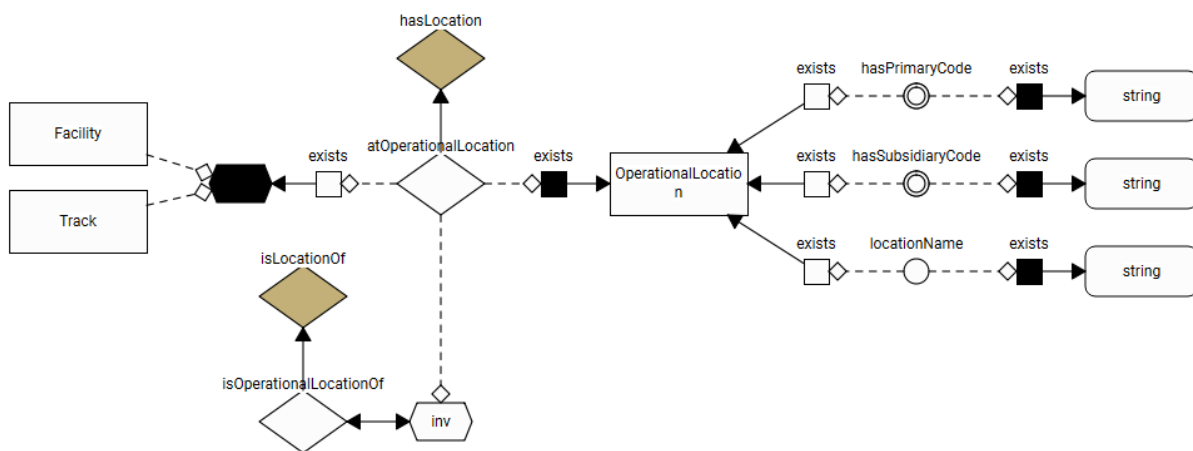 hasLocation
exists
hasPrimaryCode
exists
string
Facility
exists
atOperationalLocation
exists
OperationalLocatio
n
exists
hasSubsidiaryCode
exists
string
Track
isLocationOf
exists
locationName
exists
string
isOperationalLocationOf
inv